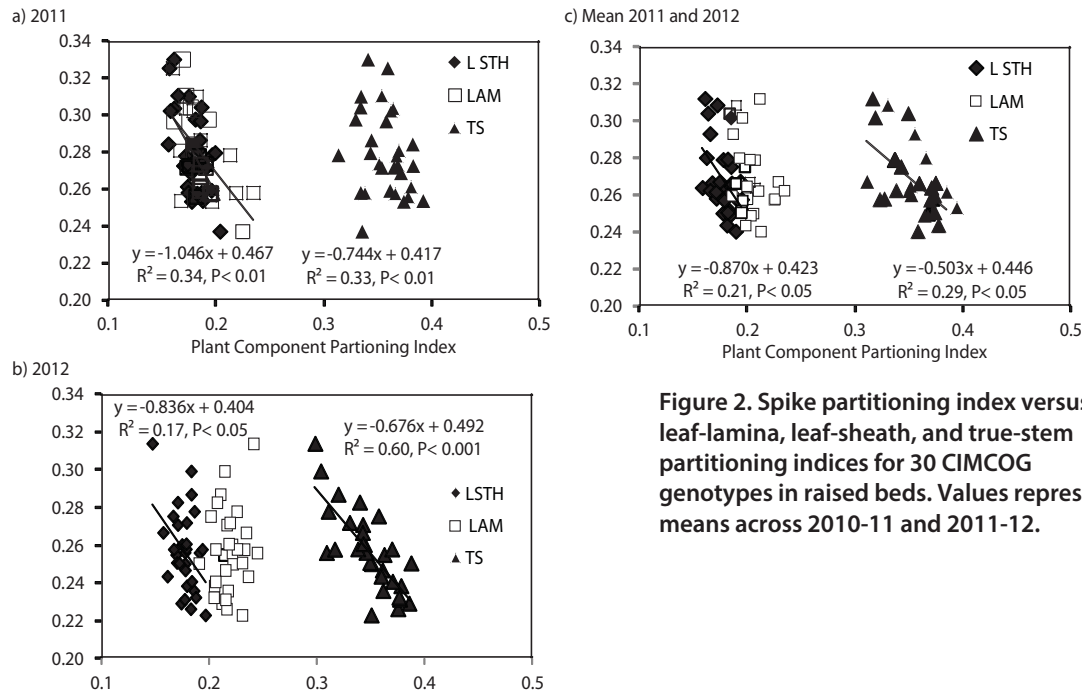 a) 2011
0.34
0.32
0.30
0.28
0.26
0.24
0.22
0.20
L STH
LAM
TS
y = -1.046x + 0.467
R² = 0.34, P< 0.01
y = -0.744x + 0.417
R² = 0.33, P< 0.01
0.1 0.2 0.3 0.4 0.5
Plant Component Partioning Index
b) 2012
0.34
0.32
0.30
0.28
0.26
0.24
0.22
0.20
y = -0.836x + 0.404
R² = 0.17, P< 0.05
y = -0.676x + 0.492
R² = 0.60, P< 0.001
LSTH
LAM
TS
0.1 0.2 0.3 0.4 0.5
c) Mean 2011 and 2012
0.34
0.32
0.30
0.28
0.26
0.24
0.22
0.20
L STH
LAM
TS
y = -0.870x + 0.423
R² = 0.21, P< 0.05
y = -0.503x + 0.446
R² = 0.29, P< 0.05
0.1 0.2 0.3 0.4 0.5
Plant Component Partioning Index
Figure 2. Spike partitioning index versus
leaf-lamina, leaf-sheath, and true-stem
partitioning indices for 30 CIMCOG
genotypes in raised beds. Values repres
means across 2010-11 and 2011-12.